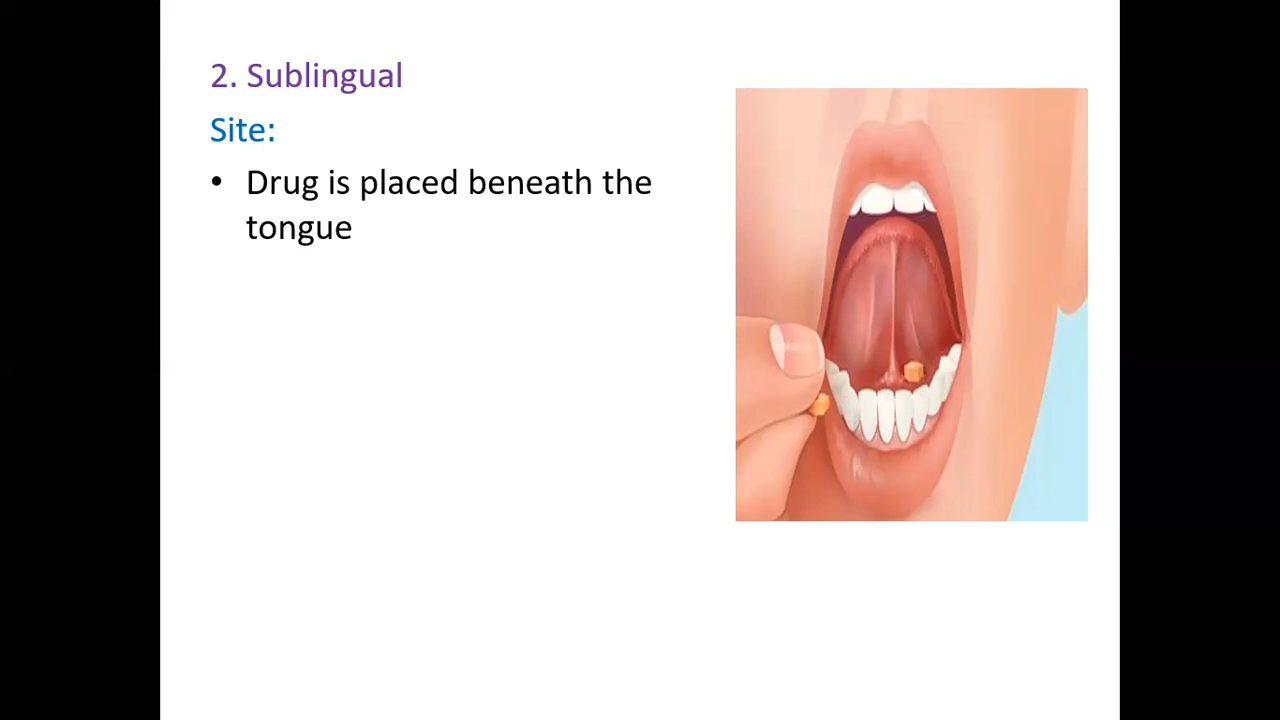 2. Sublingual
Site:
• Drug is placed beneath the
tongue